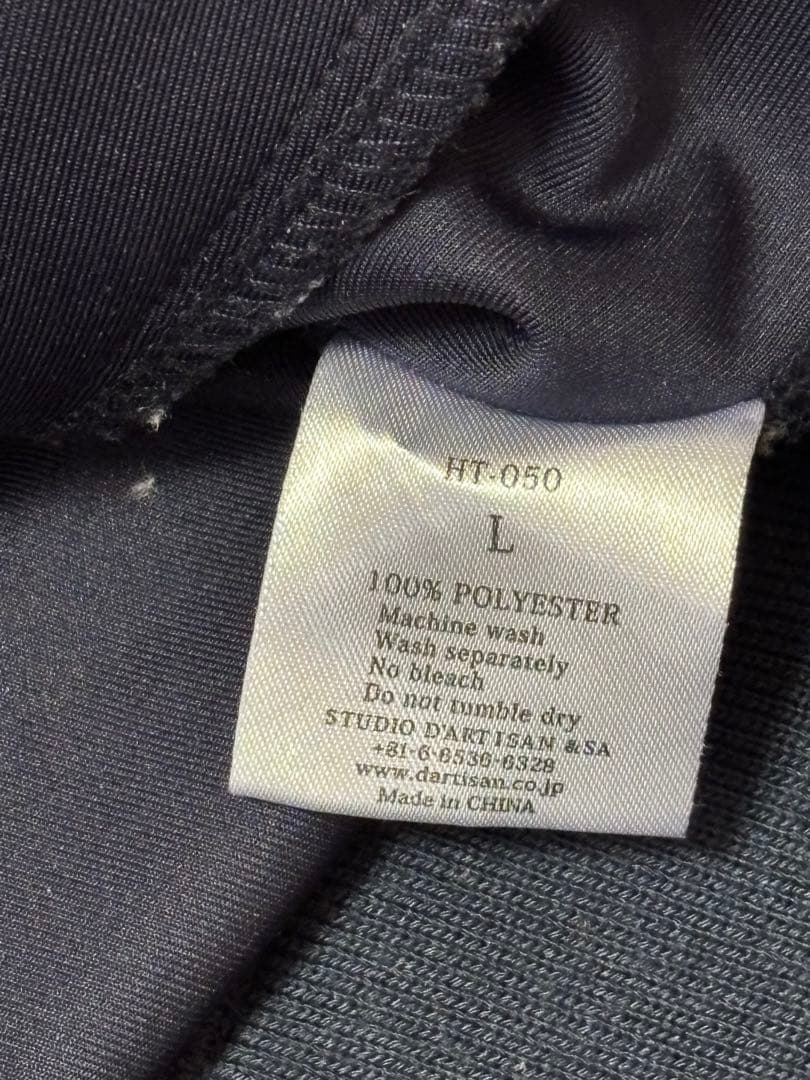 HT-050
L
100% POLYESTER
Machine wash
Wash separately
No bleach
Do not tumble dry
STUDIO D'ARTISAN & SA
+81-6-6536-6328
www.dartisan.co.jp
Made in CHINA